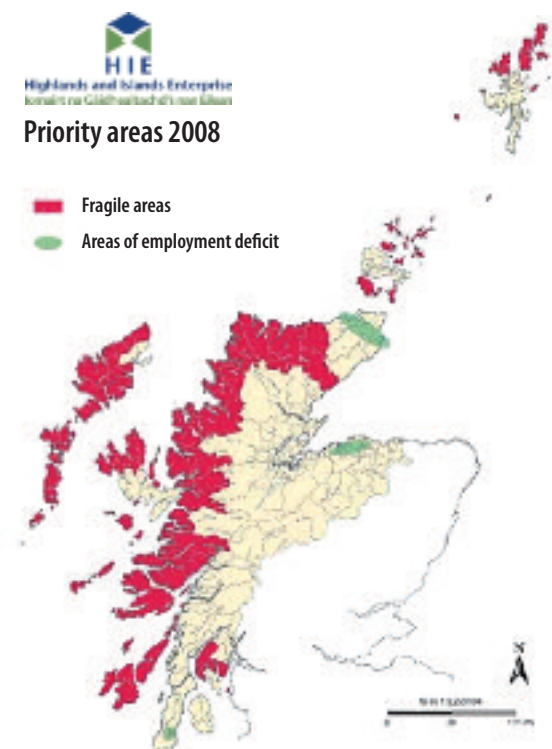 HIE
Highlands and Islands Enterprise
Priority areas 2008
Fragile areas
Areas of employment deficit
N